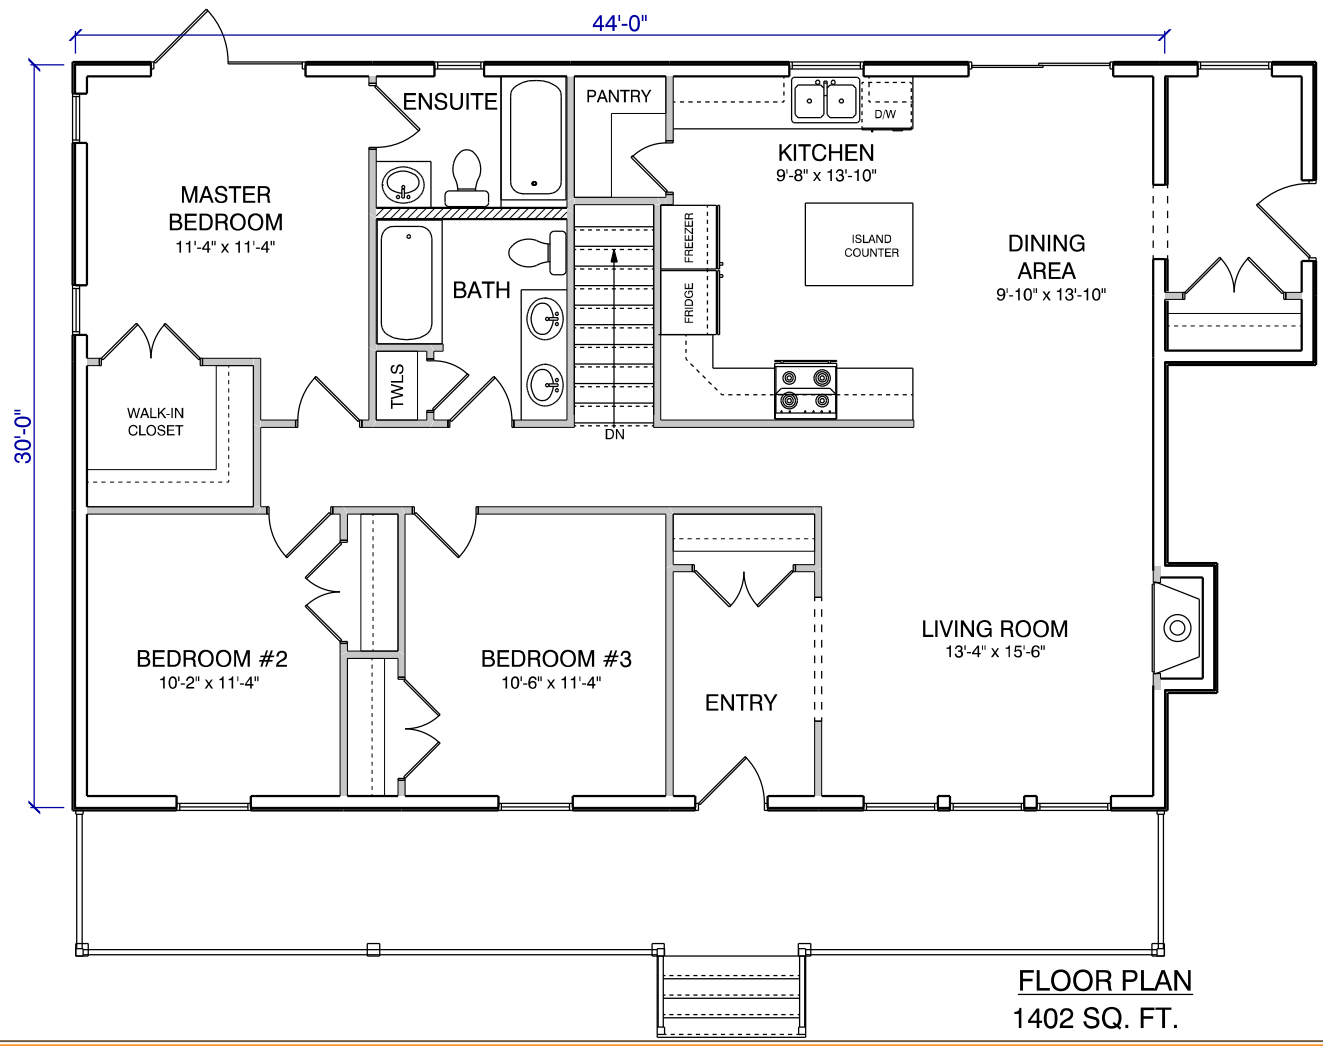 44'-0"
ENSUITE
PANTRY
D/W
KITCHEN
9'-8" x 13'-10"
MASTER
BEDROOM
11'-4" x 11'-4"
FREEZER
ISLAND
COUNTER
DINING
AREA
9'-10" x 13'-10"
BATH
FRIDGE
TWLS
WALK-IN
CLOSET
DN
30'-0"
BEDROOM #2
10'-2" x 11'-4"
BEDROOM #3
10'-6" x 11'-4"
LIVING ROOM
13'-4" x 15'-6"
ENTRY
FLOOR PLAN
1402 SQ. FT.